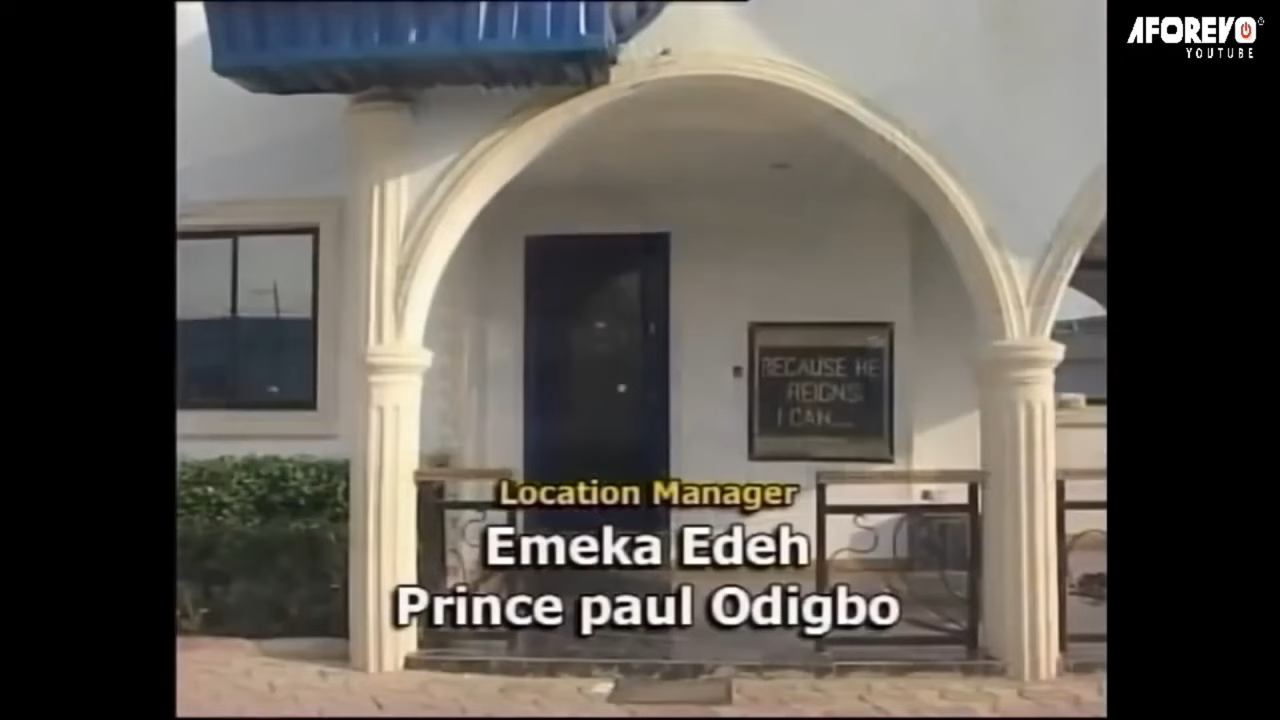 AFOREVO
YOUTUBE
BECAUSE HE
REIGNS
I CAN....
Location Manager
Emeka Edeh
Prince paul Odigbo